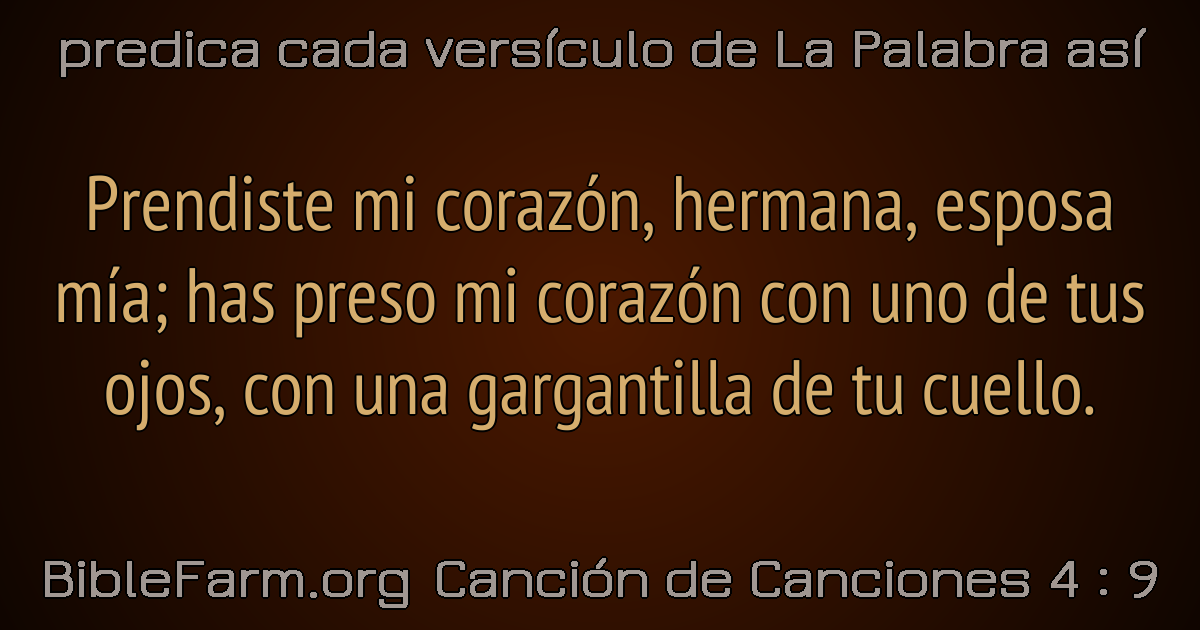 predica cada versículo de La Palabra así
Prendiste mi corazón, hermana, esposa
mía; has preso mi corazón con uno de tus
ojos, con una gargantilla de tu cuello.
BibleFarm.org Canción de Canciones 4 : 9